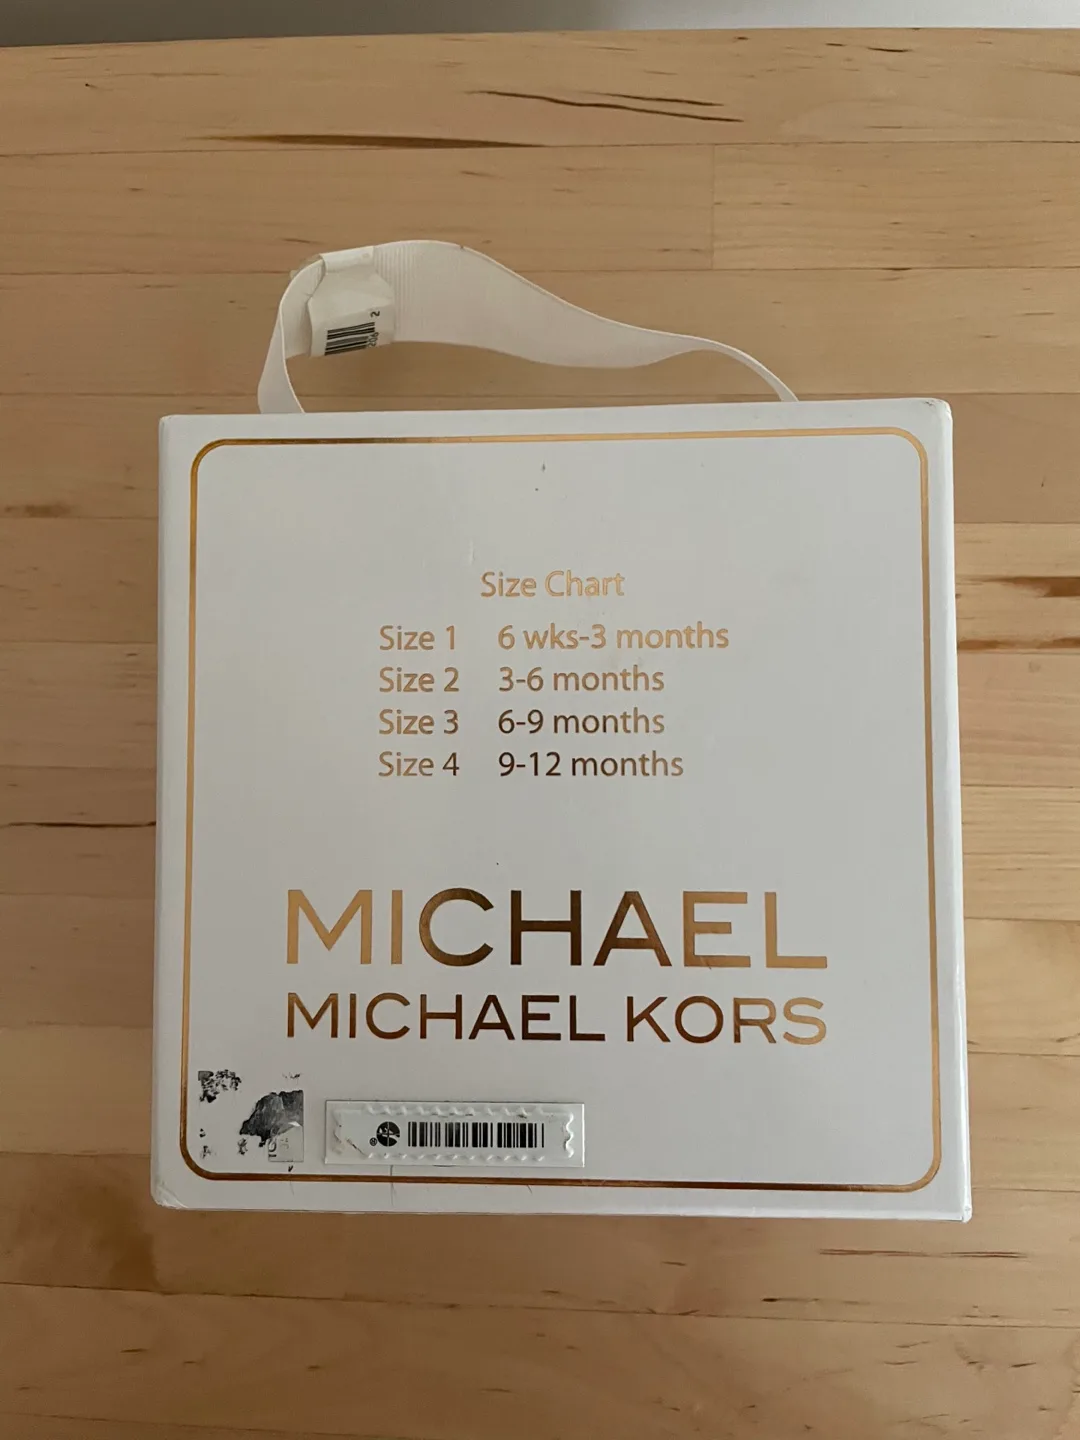 Size Chart
Size 1 6 wks-3 months
Size 2 3-6 months
Size 3 6-9 months
Size 4 9-12 months
MICHAEL
MICHAEL KORS